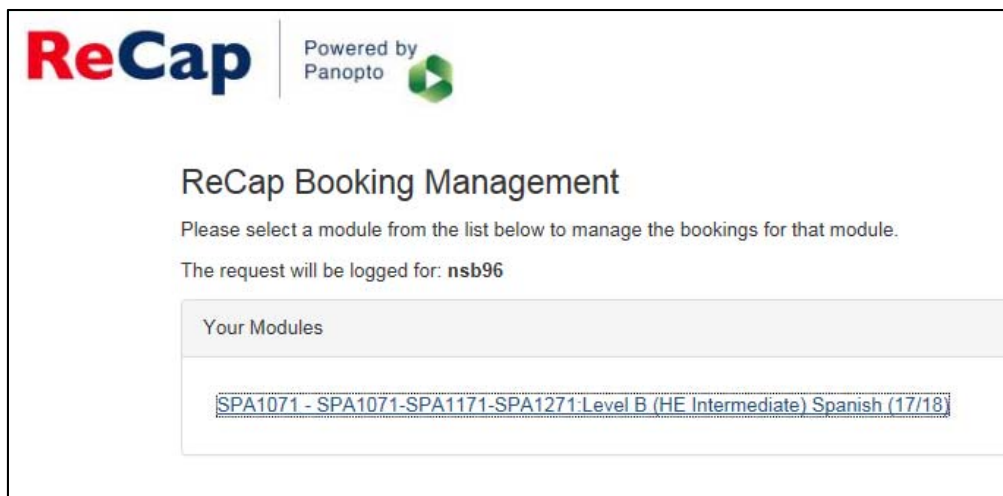 ReCap
Powered by
Panopto
ReCap Booking Management
Please select a module from the list below to manage the bookings for that module.
The request will be logged for: nsb96
Your Modules
SPA1071 - SPA1071-SPA1171-SPA1271:Level B (HE Intermediate) Spanish (17/18)